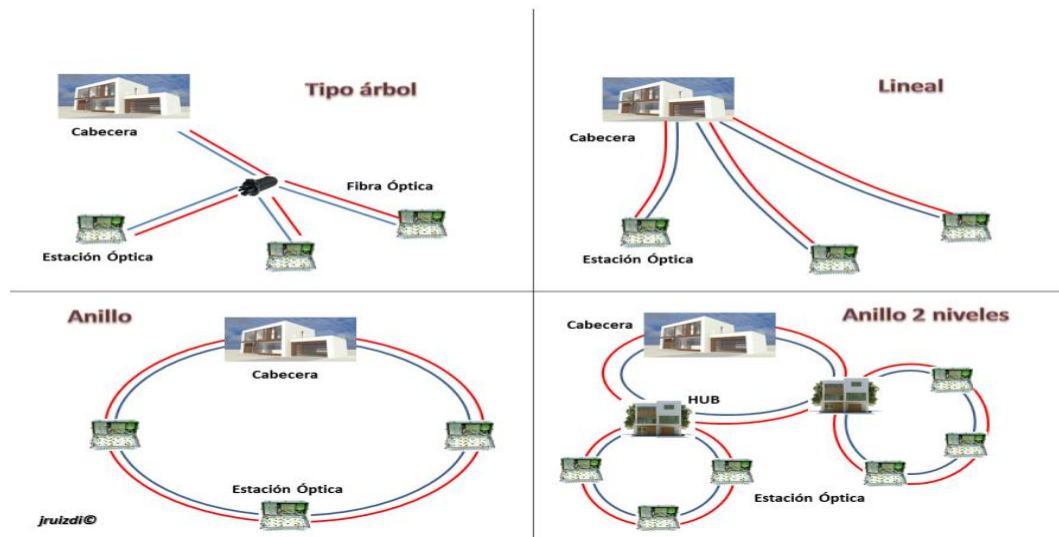 Tipo árbol
Cabecera
Fibra Óptica
Estación Óptica
Lineal
Cabecera
Estación Óptica
Anillo
Cabecera
Estación Óptica
jruizdi©
Anillo 2 niveles
Cabecera
HUB
Estación Óptica